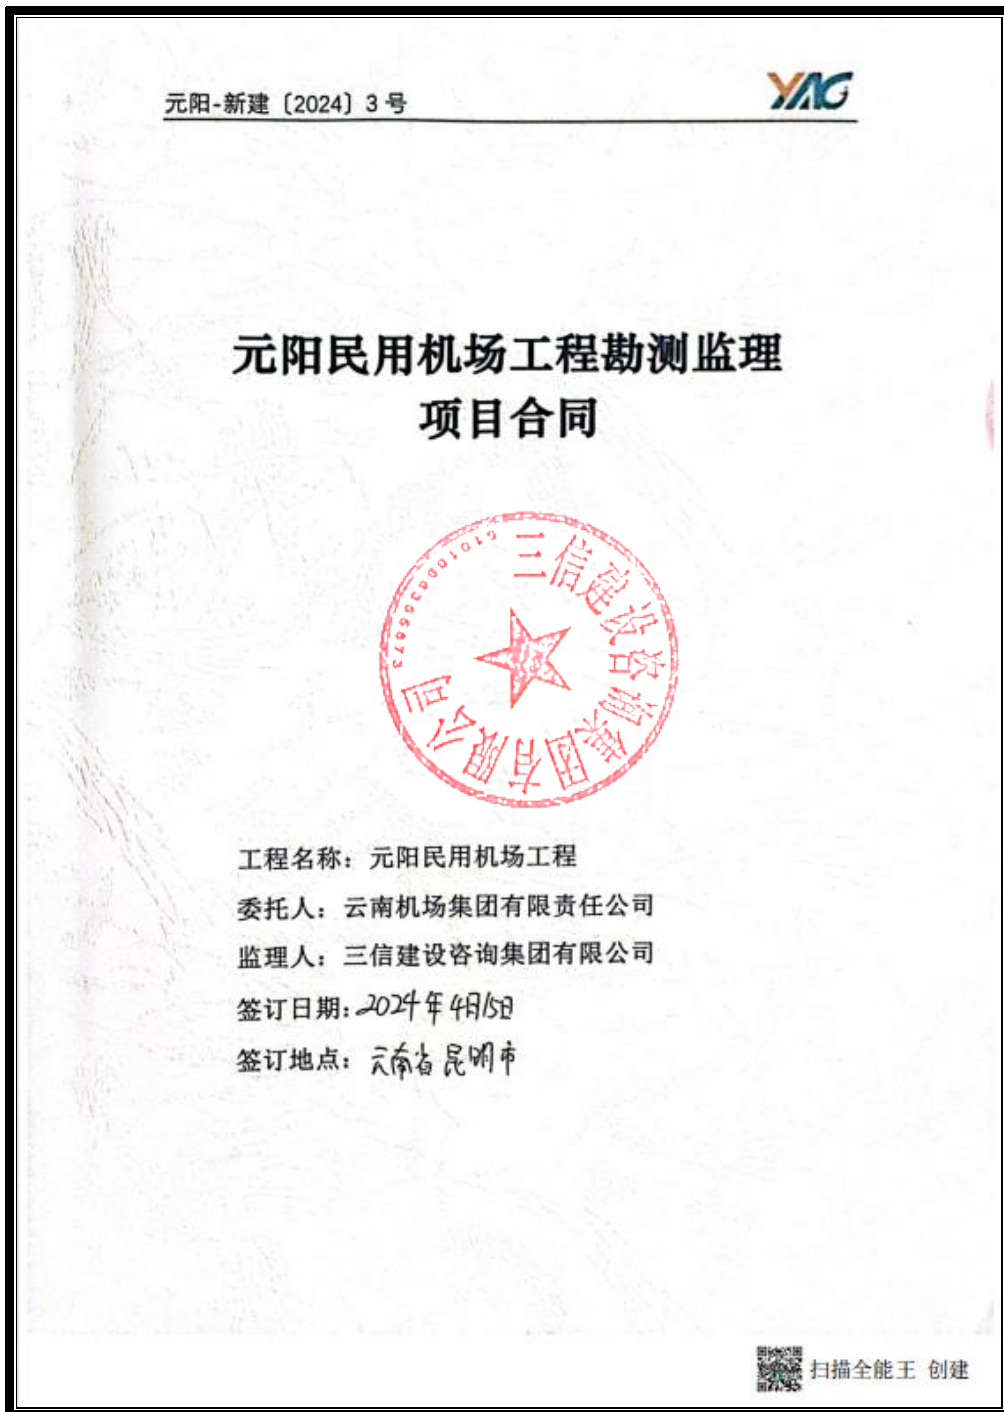 元阳-新建〔2024〕3号
YAG
元阳民用机场工程勘测监理
项目合同
三信建设咨询集团有限公司
工程名称：元阳民用机场工程
委托人：云南机场集团有限责任公司
监理人：三信建设咨询集团有限公司
签订日期：2024年4月15日
签订地点：云南省昆明市
扫描全能王 创建